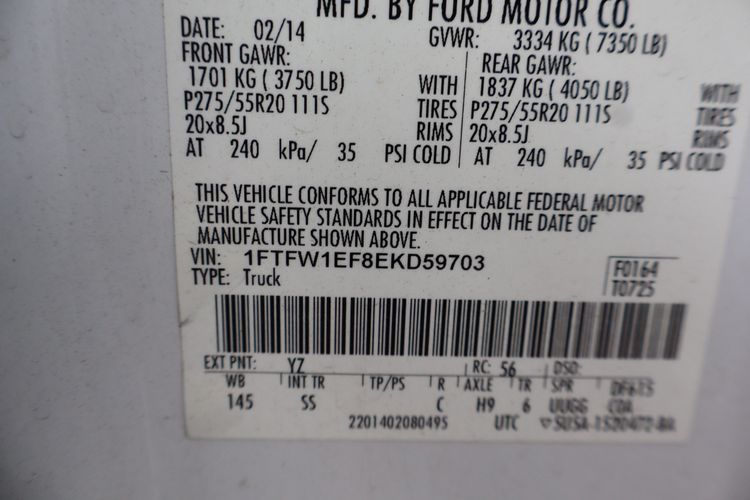 MFD. BY FORD MOTOR CO.
DATE: 02/14 GVWR: 3334 KG ( 7350 LB)
FRONT GAWR: REAR GAWR:
1701 KG ( 3750 LB) WITH 1837 KG ( 4050 LB) WITH
P275/55R20 111S TIRES P275/55R20 111S TIRES
20x8.5J RIMS 20x8.5J RIMS
AT 240 kPa/ 35 PSI COLD AT 240 kPa/ 35 PSI COLD
THIS VEHICLE CONFORMS TO ALL APPLICABLE FEDERAL MOTOR
VEHICLE SAFETY STANDARDS IN EFFECT ON THE DATE OF
MANUFACTURE SHOWN ABOVE.
VIN: 1FTFW1EF8EKD59703 F0164
TYPE: Truck T0725
EXT PNT: YZ RC: 56 DSO:
WB INT TR TP/PS R AXLE TR SPR DF615
145 SS C H9 6 UUGG CDA
2201402080495 UTC